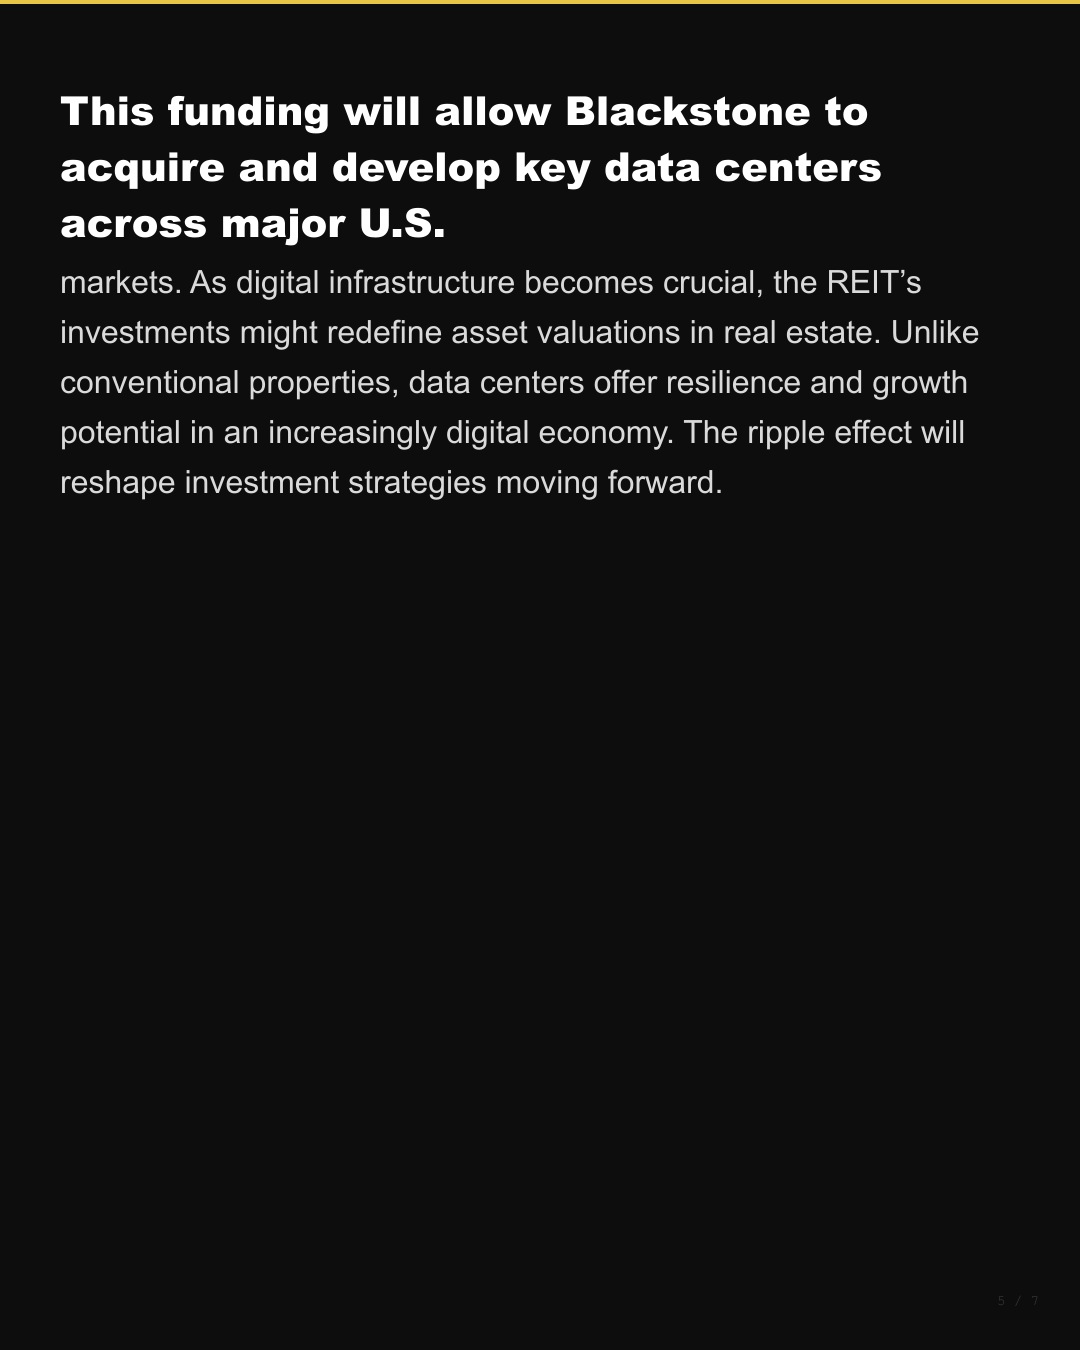 This funding will allow Blackstone to
acquire and develop key data centers
across major U.S.
markets. As digital infrastructure becomes crucial, the REIT’s
investments might redefine asset valuations in real estate. Unlike
conventional properties, data centers offer resilience and growth
potential in an increasingly digital economy. The ripple effect will
reshape investment strategies moving forward.
5 / 7